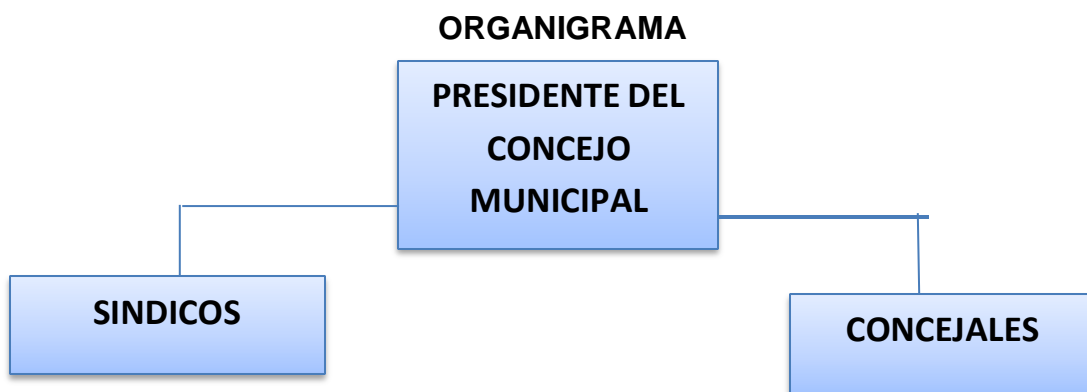 ORGANIGRAMA
PRESIDENTE DEL
CONCEJO
MUNICIPAL
SINDICOS
CONCEJALES